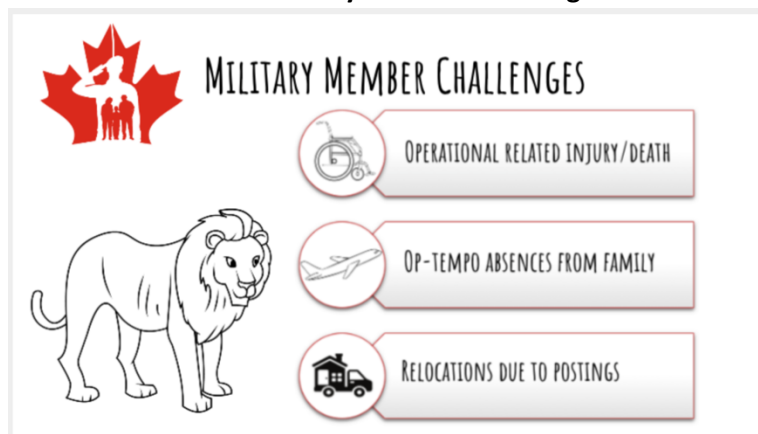 Military Member Challenges
Operational related injury/death
Op-tempo absences from family
Relocations due to postings